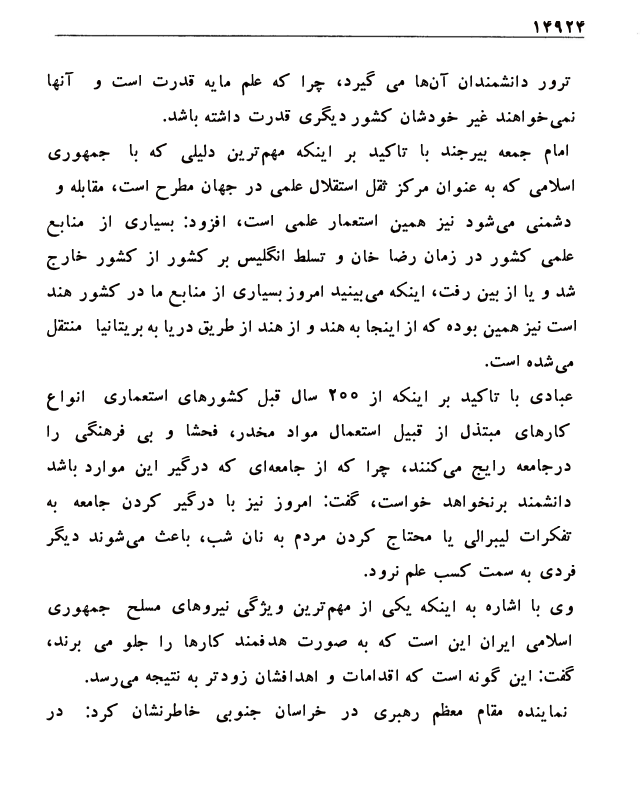 ۱۴۹۲۴
ترور دانشمندان آن‌ها می گیرد، چرا که علم مایه قدرت است و آنها
نمی‌خواهند غیر خودشان کشور دیگری قدرت داشته باشد.
امام جمعه بیرجند با تاکید بر اینکه مهم‌ترین دلیلی که با جمهوری
اسلامی که به عنوان مرکز ثقل استقلال علمی در جهان مطرح است، مقابله و
دشمنی می‌شود نیز همین استعمار علمی است، افزود: بسیاری از منابع
علمی کشور در زمان رضا خان و تسلط انگلیس بر کشور از کشور خارج
شد و یا از بین رفت، اینکه می‌بینید امروز بسیاری از منابع ما در کشور هند
است نیز همین بوده که از اینجا به هند و از هند از طریق دریا به بریتانیا منتقل
می‌شده است.
عبادی با تاکید بر اینکه از ۲۰۰ سال قبل کشورهای استعماری انواع
کارهای مبتذل از قبیل استعمال مواد مخدر، فحشا و بی فرهنگی را
درجامعه رایج می‌کنند، چرا که از جامعه‌ای که درگیر این موارد باشد
دانشمند برنخواهد خواست، گفت: امروز نیز با درگیر کردن جامعه به
تفکرات لیبرالی یا محتاج کردن مردم به نان شب، باعث می‌شوند دیگر
فردی به سمت کسب علم نرود.
وی با اشاره به اینکه یکی از مهم‌ترین ویژگی نیروهای مسلح جمهوری
اسلامی ایران این است که به صورت هدفمند کارها را جلو می برند،
گفت: این گونه است که اقدامات و اهدافشان زودتر به نتیجه می‌رسد.
نماینده مقام معظم رهبری در خراسان جنوبی خاطرنشان کرد: در